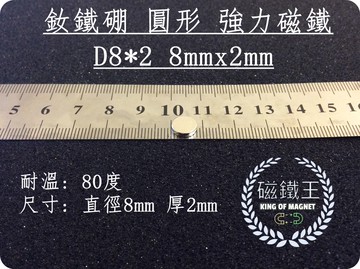 釹鐵硼 圓形 強力磁鐵
D8*2 8mmx2mm
5 6 7 8 9 10 11 12 13 14 15 16
耐溫: 80度
尺寸: 直徑8mm 厚2mm
磁鐵王
KING OF MAGNET